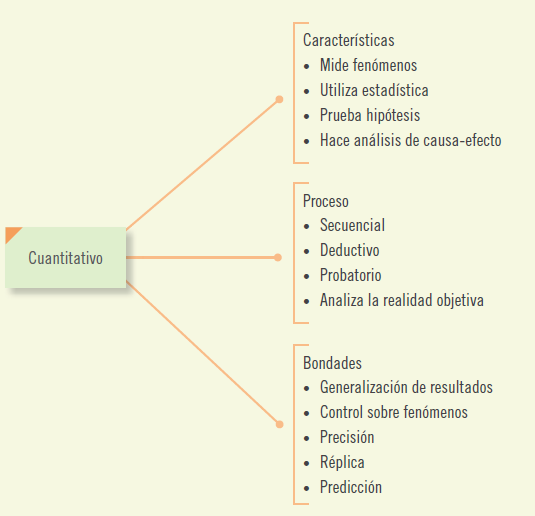 Cuantitativo
Características
• Mide fenómenos
• Utiliza estadística
• Prueba hipótesis
• Hace análisis de causa-efecto
Proceso
• Secuencial
• Deductivo
• Probatorio
• Analiza la realidad objetiva
Bondades
• Generalización de resultados
• Control sobre fenómenos
• Precisión
• Réplica
• Predicción